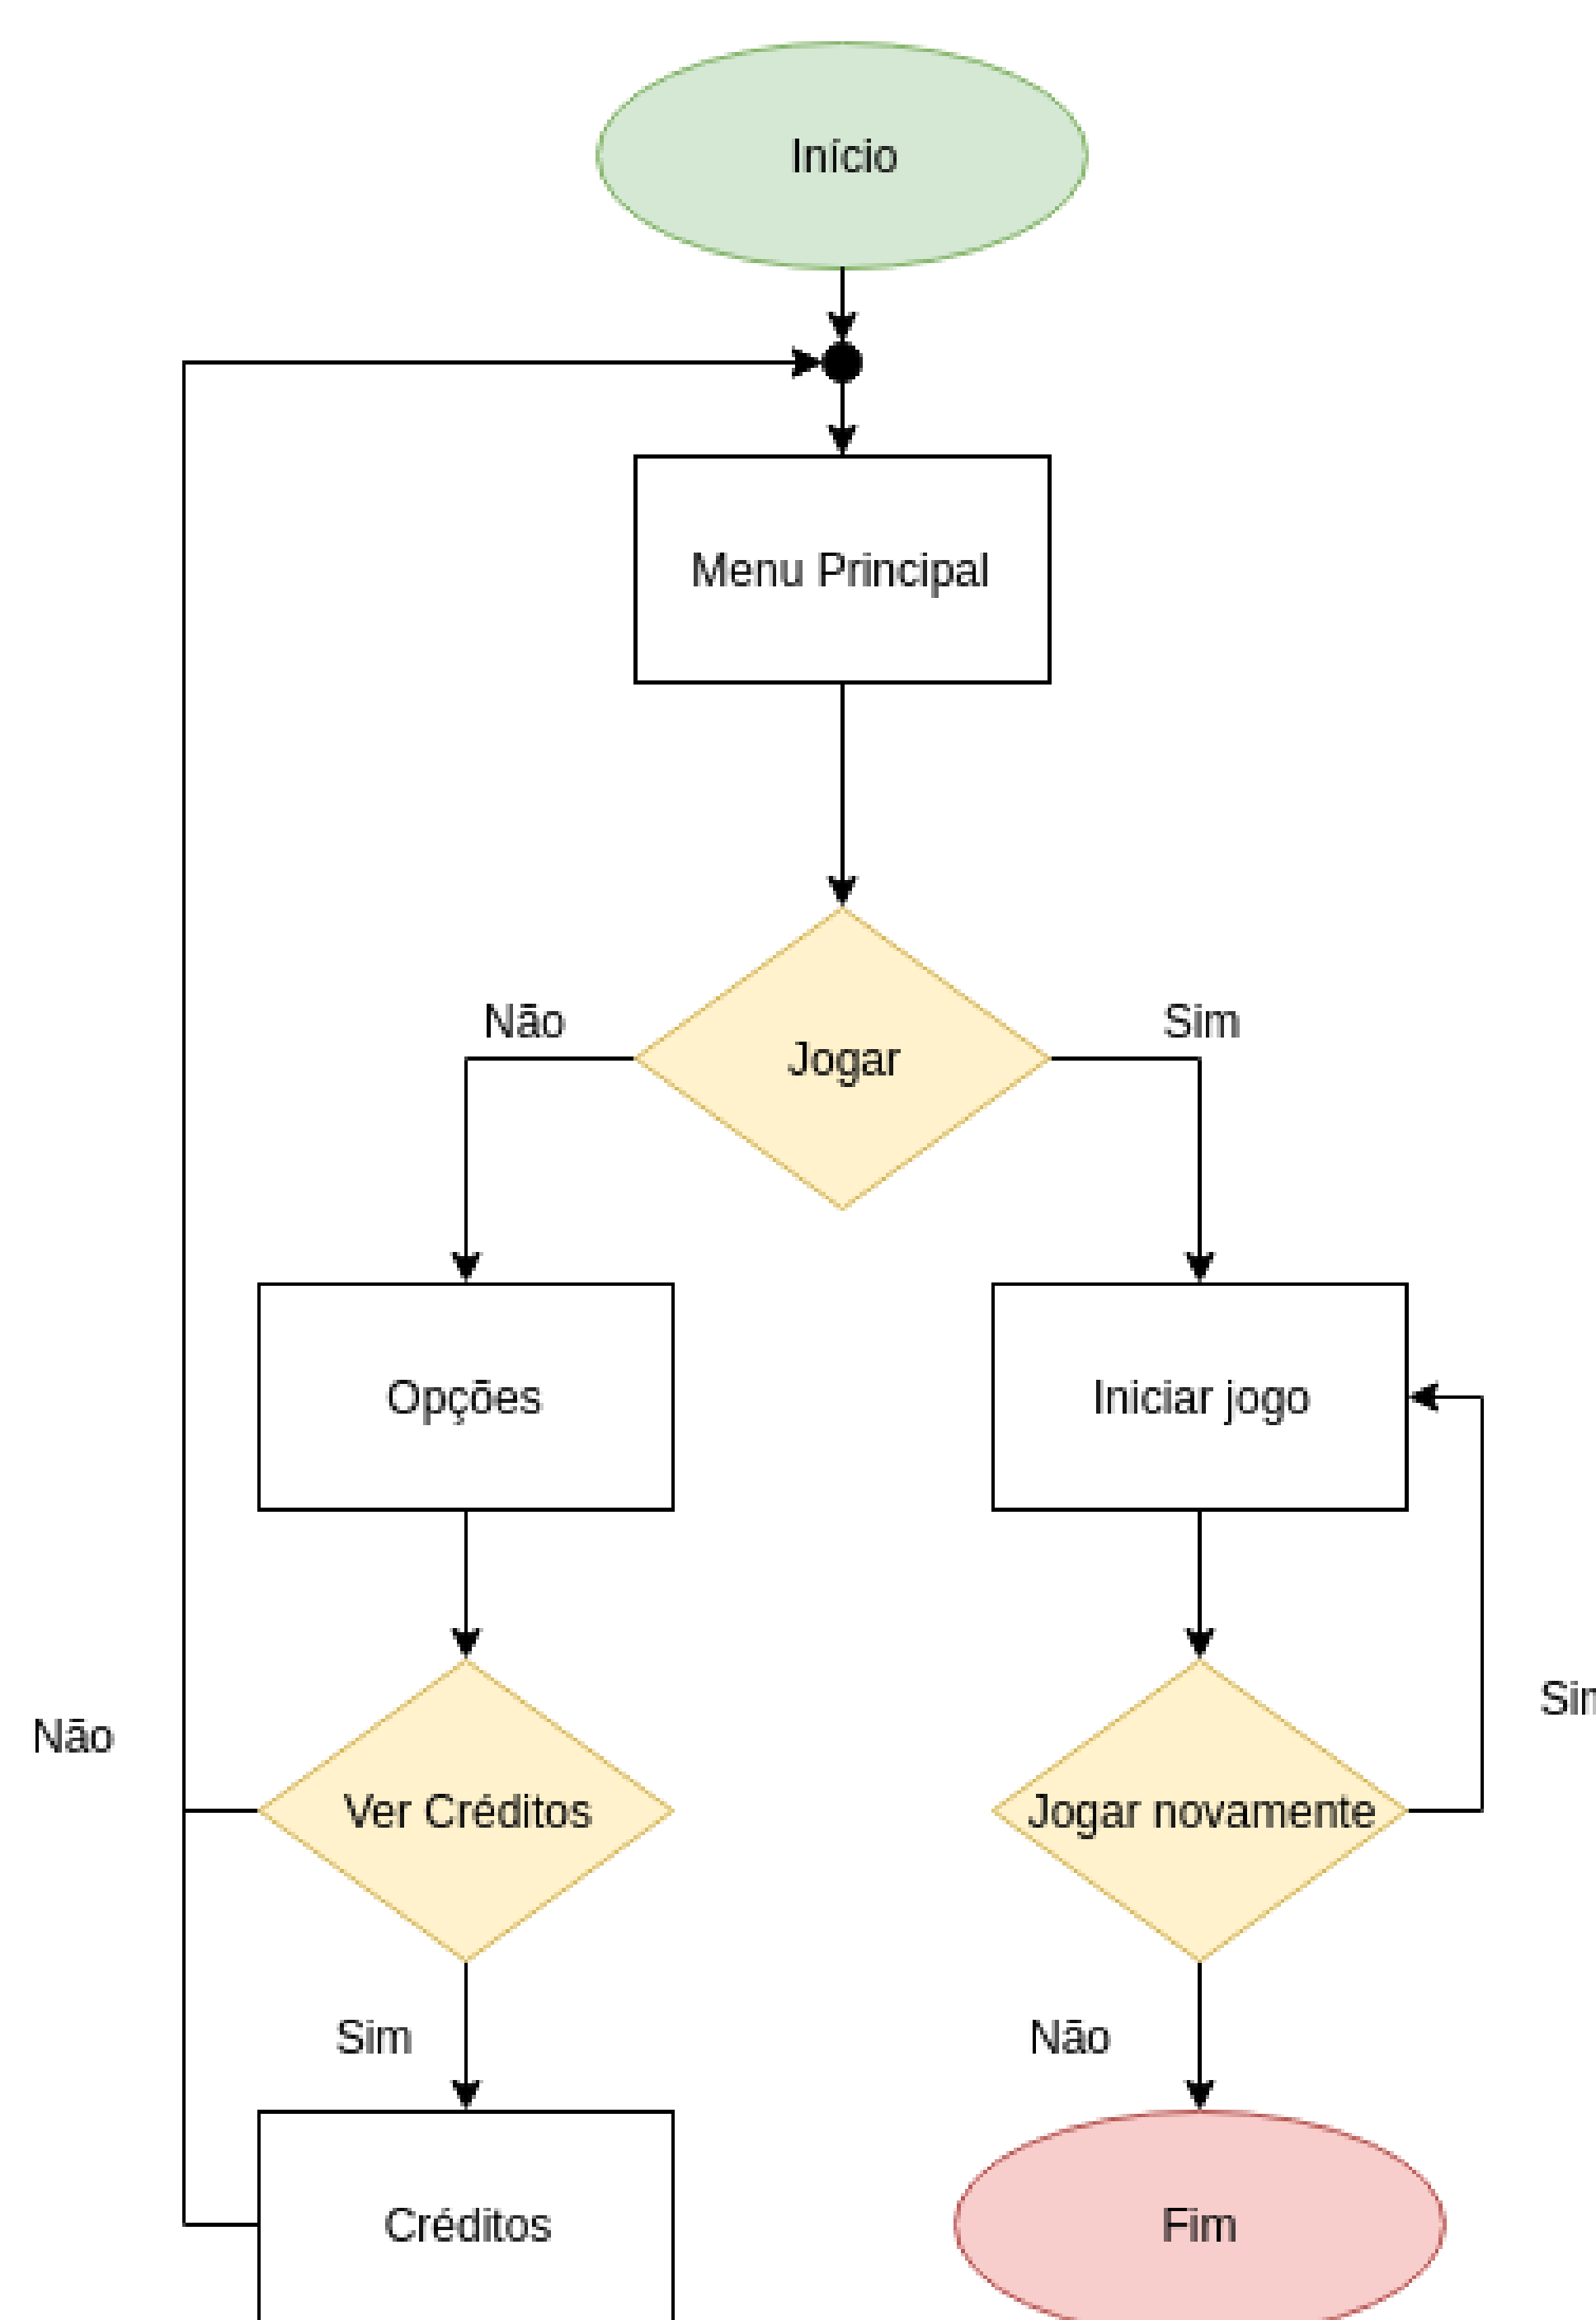 Início
Menu Principal
Não
Sim
Jogar
Opções
Iniciar jogo
Não
Ver Créditos
Jogar novamente
Sim
Não
Créditos
Fim